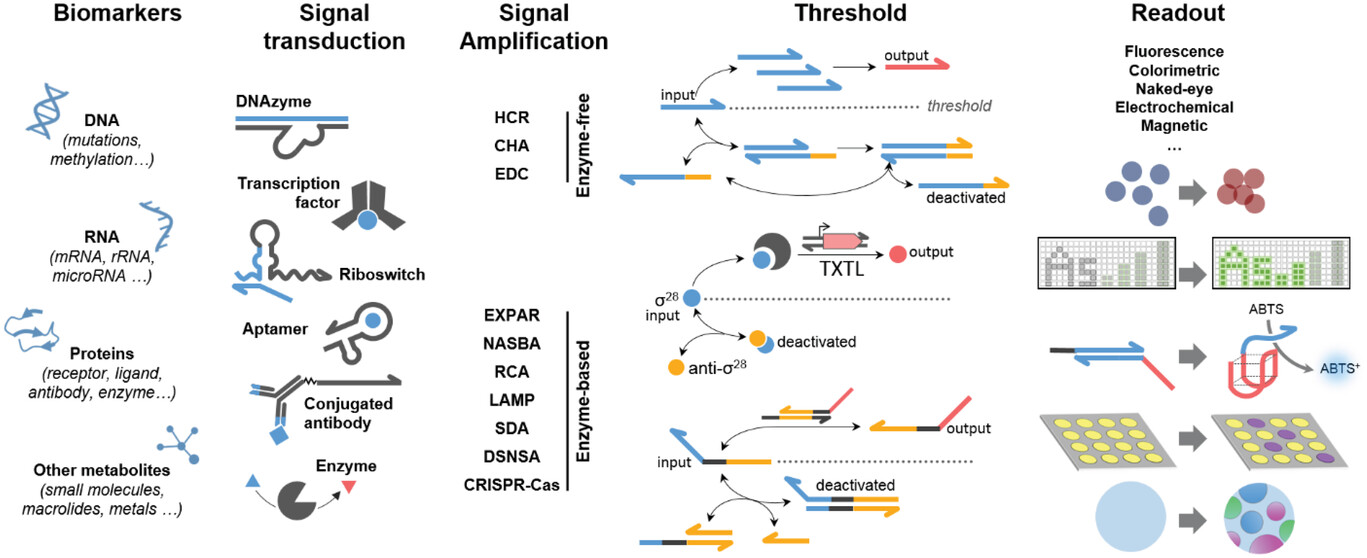 Biomarkers
Signal
transduction
Signal
Amplification
Threshold
Readout
DNA
(mutations,
methylation…)
RNA
(mRNA, rRNA,
microRNA …)
Proteins
(receptor, ligand,
antibody, enzyme…)
Other metabolites
(small molecules,
macrolides, metals …)
DNAzyme
Transcription
factor
Riboswitch
Aptamer
Conjugated
antibody
Enzyme
HCR
CHA
EDC
Enzyme-free
EXPAR
NASBA
RCA
LAMP
SDA
DSNSA
CRISPR-Cas
Enzyme-based
input
output
threshold
deactivated
TXTL
output
σ28
input
deactivated
anti-σ28
output
input
deactivated
Fluorescence
Colorimetric
Naked-eye
Electrochemical
Magnetic
…
ABTS
ABTS+